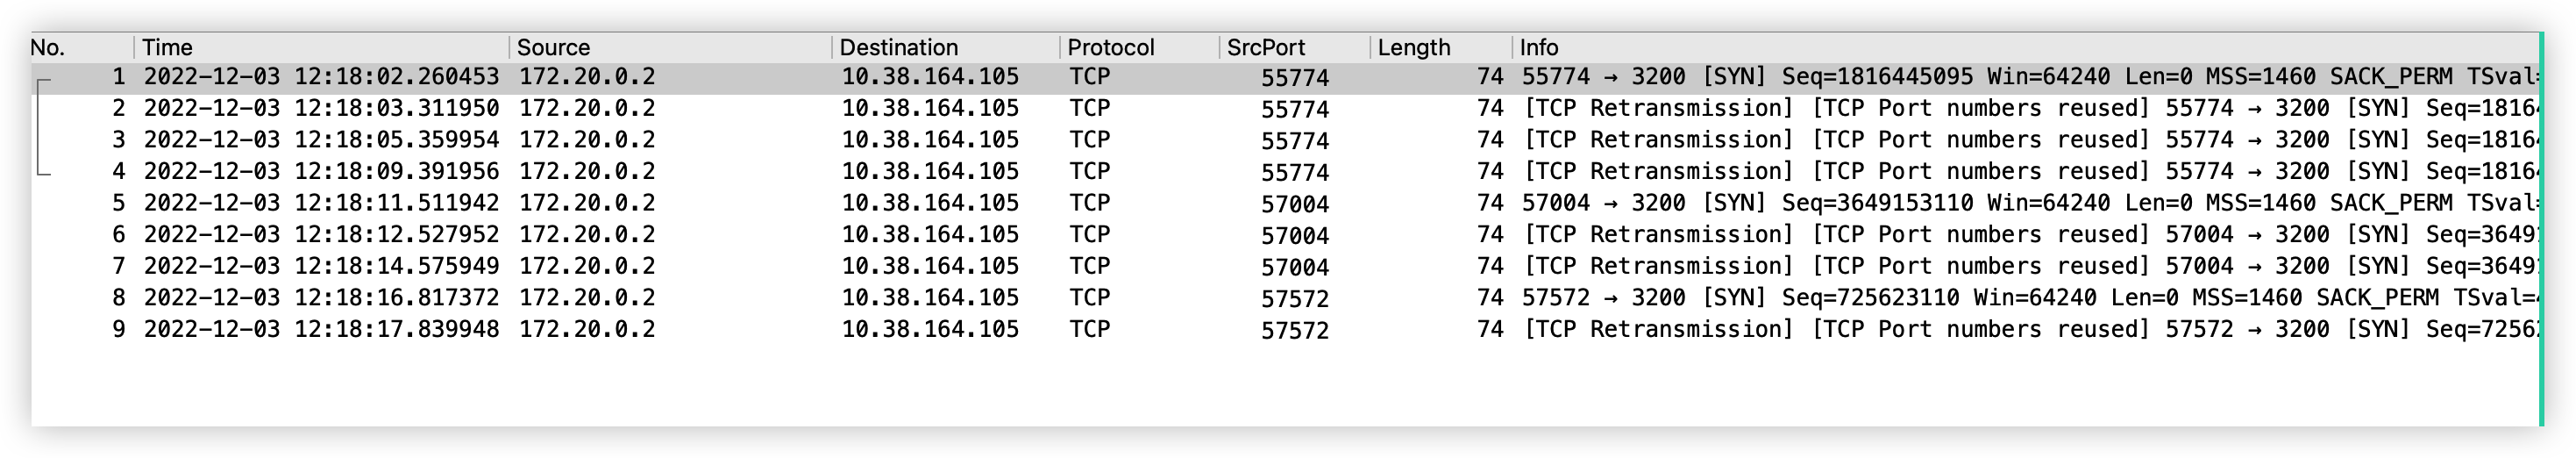 No. Time Source Destination Protocol SrcPort Length Info
1 2022-12-03 12:18:02.260453 172.20.0.2 10.38.164.105 TCP 55774 74 55774 → 3200 [SYN] Seq=1816445095 Win=64240 Len=0 MSS=1460 SACK_PERM TSval=
2 2022-12-03 12:18:03.311950 172.20.0.2 10.38.164.105 TCP 55774 74 [TCP Retransmission] [TCP Port numbers reused] 55774 → 3200 [SYN] Seq=1816
3 2022-12-03 12:18:05.359954 172.20.0.2 10.38.164.105 TCP 55774 74 [TCP Retransmission] [TCP Port numbers reused] 55774 → 3200 [SYN] Seq=1816
4 2022-12-03 12:18:09.391956 172.20.0.2 10.38.164.105 TCP 55774 74 [TCP Retransmission] [TCP Port numbers reused] 55774 → 3200 [SYN] Seq=1816
5 2022-12-03 12:18:11.511942 172.20.0.2 10.38.164.105 TCP 57004 74 57004 → 3200 [SYN] Seq=3649153110 Win=64240 Len=0 MSS=1460 SACK_PERM TSval=
6 2022-12-03 12:18:12.527952 172.20.0.2 10.38.164.105 TCP 57004 74 [TCP Retransmission] [TCP Port numbers reused] 57004 → 3200 [SYN] Seq=3649
7 2022-12-03 12:18:14.575949 172.20.0.2 10.38.164.105 TCP 57004 74 [TCP Retransmission] [TCP Port numbers reused] 57004 → 3200 [SYN] Seq=3649
8 2022-12-03 12:18:16.817372 172.20.0.2 10.38.164.105 TCP 57572 74 57572 → 3200 [SYN] Seq=725623110 Win=64240 Len=0 MSS=1460 SACK_PERM TSval=
9 2022-12-03 12:18:17.839948 172.20.0.2 10.38.164.105 TCP 57572 74 [TCP Retransmission] [TCP Port numbers reused] 57572 → 3200 [SYN] Seq=7256